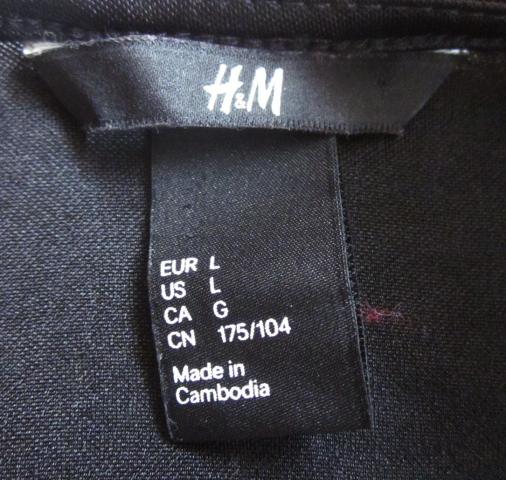 H&M
EUR L
US L
CA G
CN 175/104
Made in
Cambodia